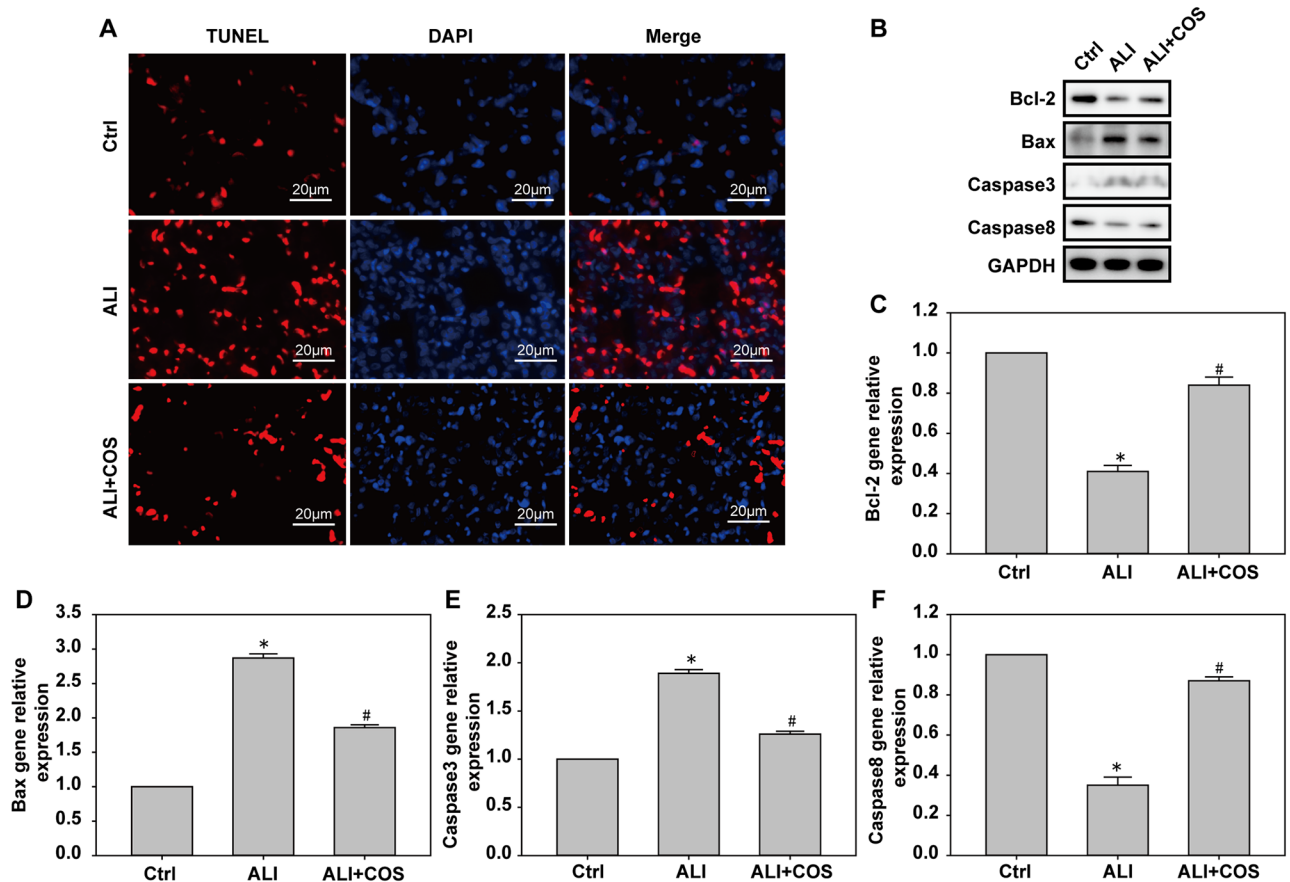 A
TUNEL DAPI Merge
Ctrl
20μm 20μm 20μm
ALI
20μm 20μm 20μm
ALI+COS
20μm 20μm 20μm
B
Ctrl ALI ALI+COS
Bcl-2
Bax
Caspase3
Caspase8
GAPDH
C
Bcl-2 gene relative
expression
1.2
1.0
0.8
0.6
0.4
0.2
0.0
*
#
Ctrl ALI ALI+COS
D
Bax gene relative
expression
3.5
3.0
2.5
2.0
1.5
1.0
0.5
0.0
*
#
Ctrl ALI ALI+COS
E
Caspase3 gene relative
expression
2.5
2.0
1.5
1.0
0.5
0.0
*
#
Ctrl ALI ALI+COS
F
Caspase8 gene relative
expression
1.2
1.0
0.8
0.6
0.4
0.2
0.0
*
#
Ctrl ALI ALI+COS